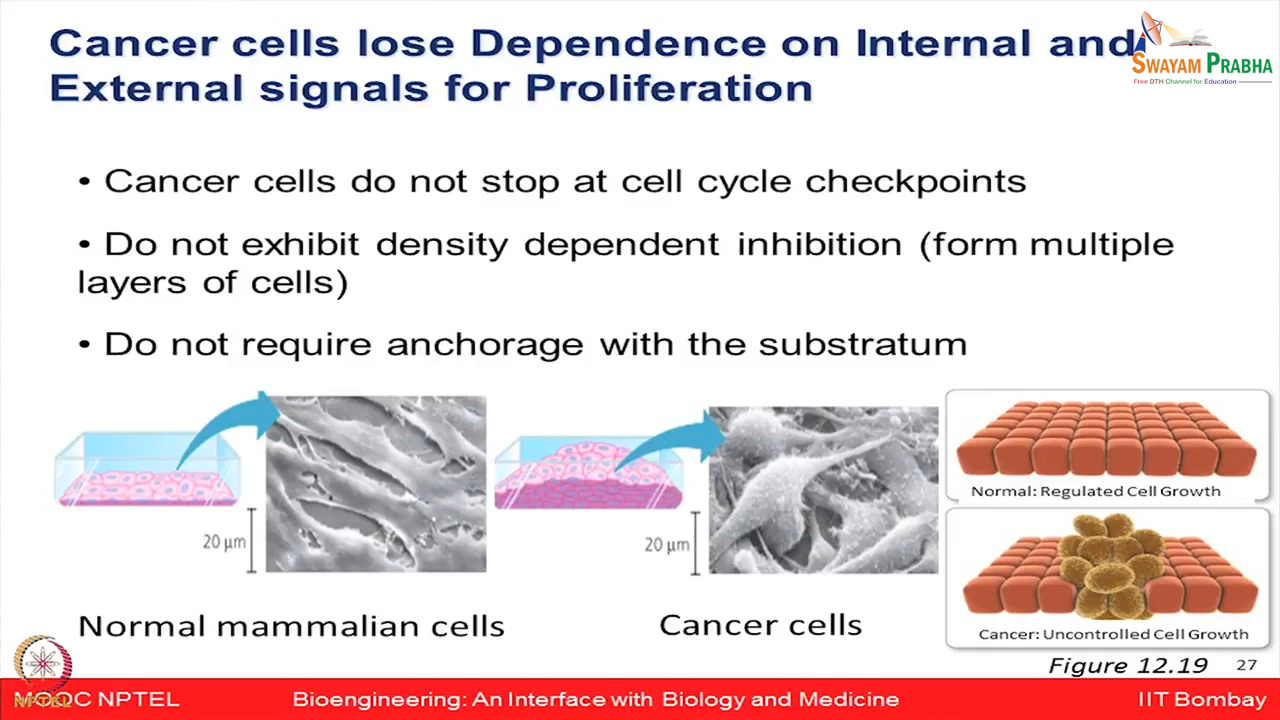 Cancer cells lose Dependence on Internal and
External signals for Proliferation
SWAYAM PRABHA
Free DTH Channel for Education
• Cancer cells do not stop at cell cycle checkpoints
• Do not exhibit density dependent inhibition (form multiple
layers of cells)
• Do not require anchorage with the substratum
20 μm
20 μm
Normal: Regulated Cell Growth
Cancer: Uncontrolled Cell Growth
Normal mammalian cells
Cancer cells
Figure 12.19
27
MOOC NPTEL
NPTEL
Bioengineering: An Interface with Biology and Medicine
IIT Bombay